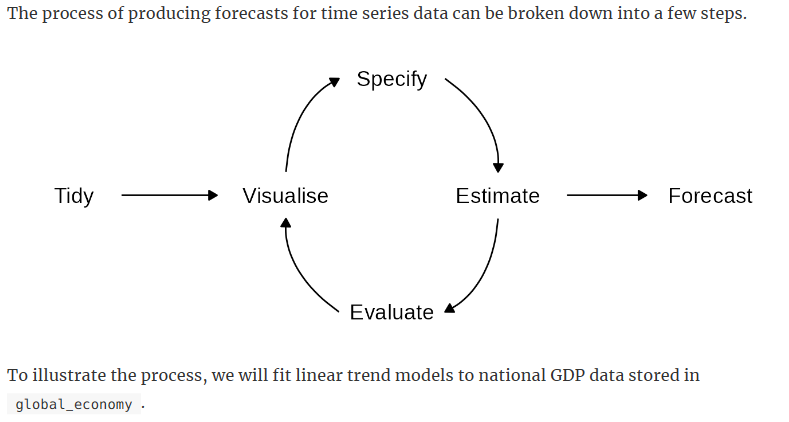 The process of producing forecasts for time series data can be broken down into a few steps.
Specify
Tidy
Visualise
Estimate
Forecast
Evaluate
To illustrate the process, we will fit linear trend models to national GDP data stored in
global_economy .